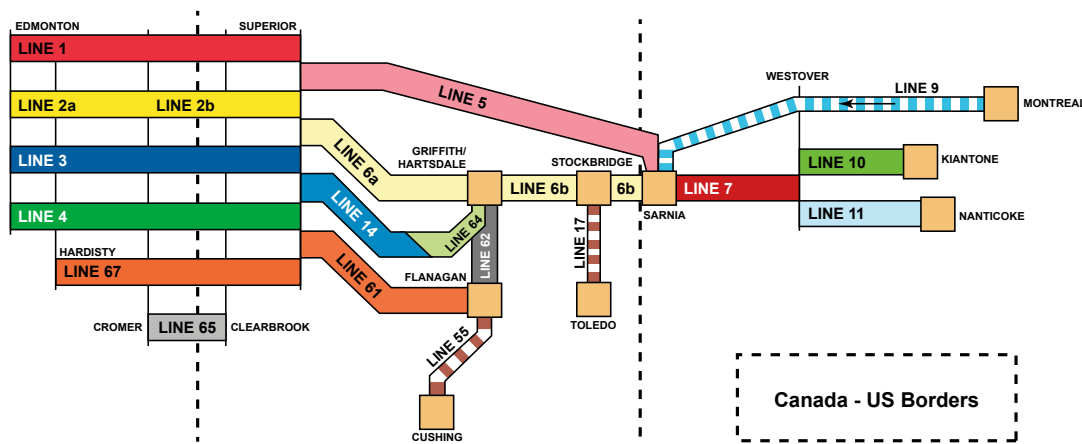 EDMONTON
SUPERIOR
LINE 1
LINE 5
WESTOVER
LINE 9
MONTREAL
LINE 2a
LINE 2b
GRIFFITH/
HARTSDALE
STOCKBRIDGE
LINE 3
LINE 6a
LINE 6b
6b
LINE 7
LINE 10
KIANTONE
SARNIA
LINE 4
LINE 14
LINE 64
LINE 62
LINE 17
LINE 11
NANTICOKE
HARDISTY
LINE 67
LINE 61
FLANAGAN
TOLEDO
CROMER
LINE 65
CLEARBROOK
LINE 55
CUSHING
Canada - US Borders